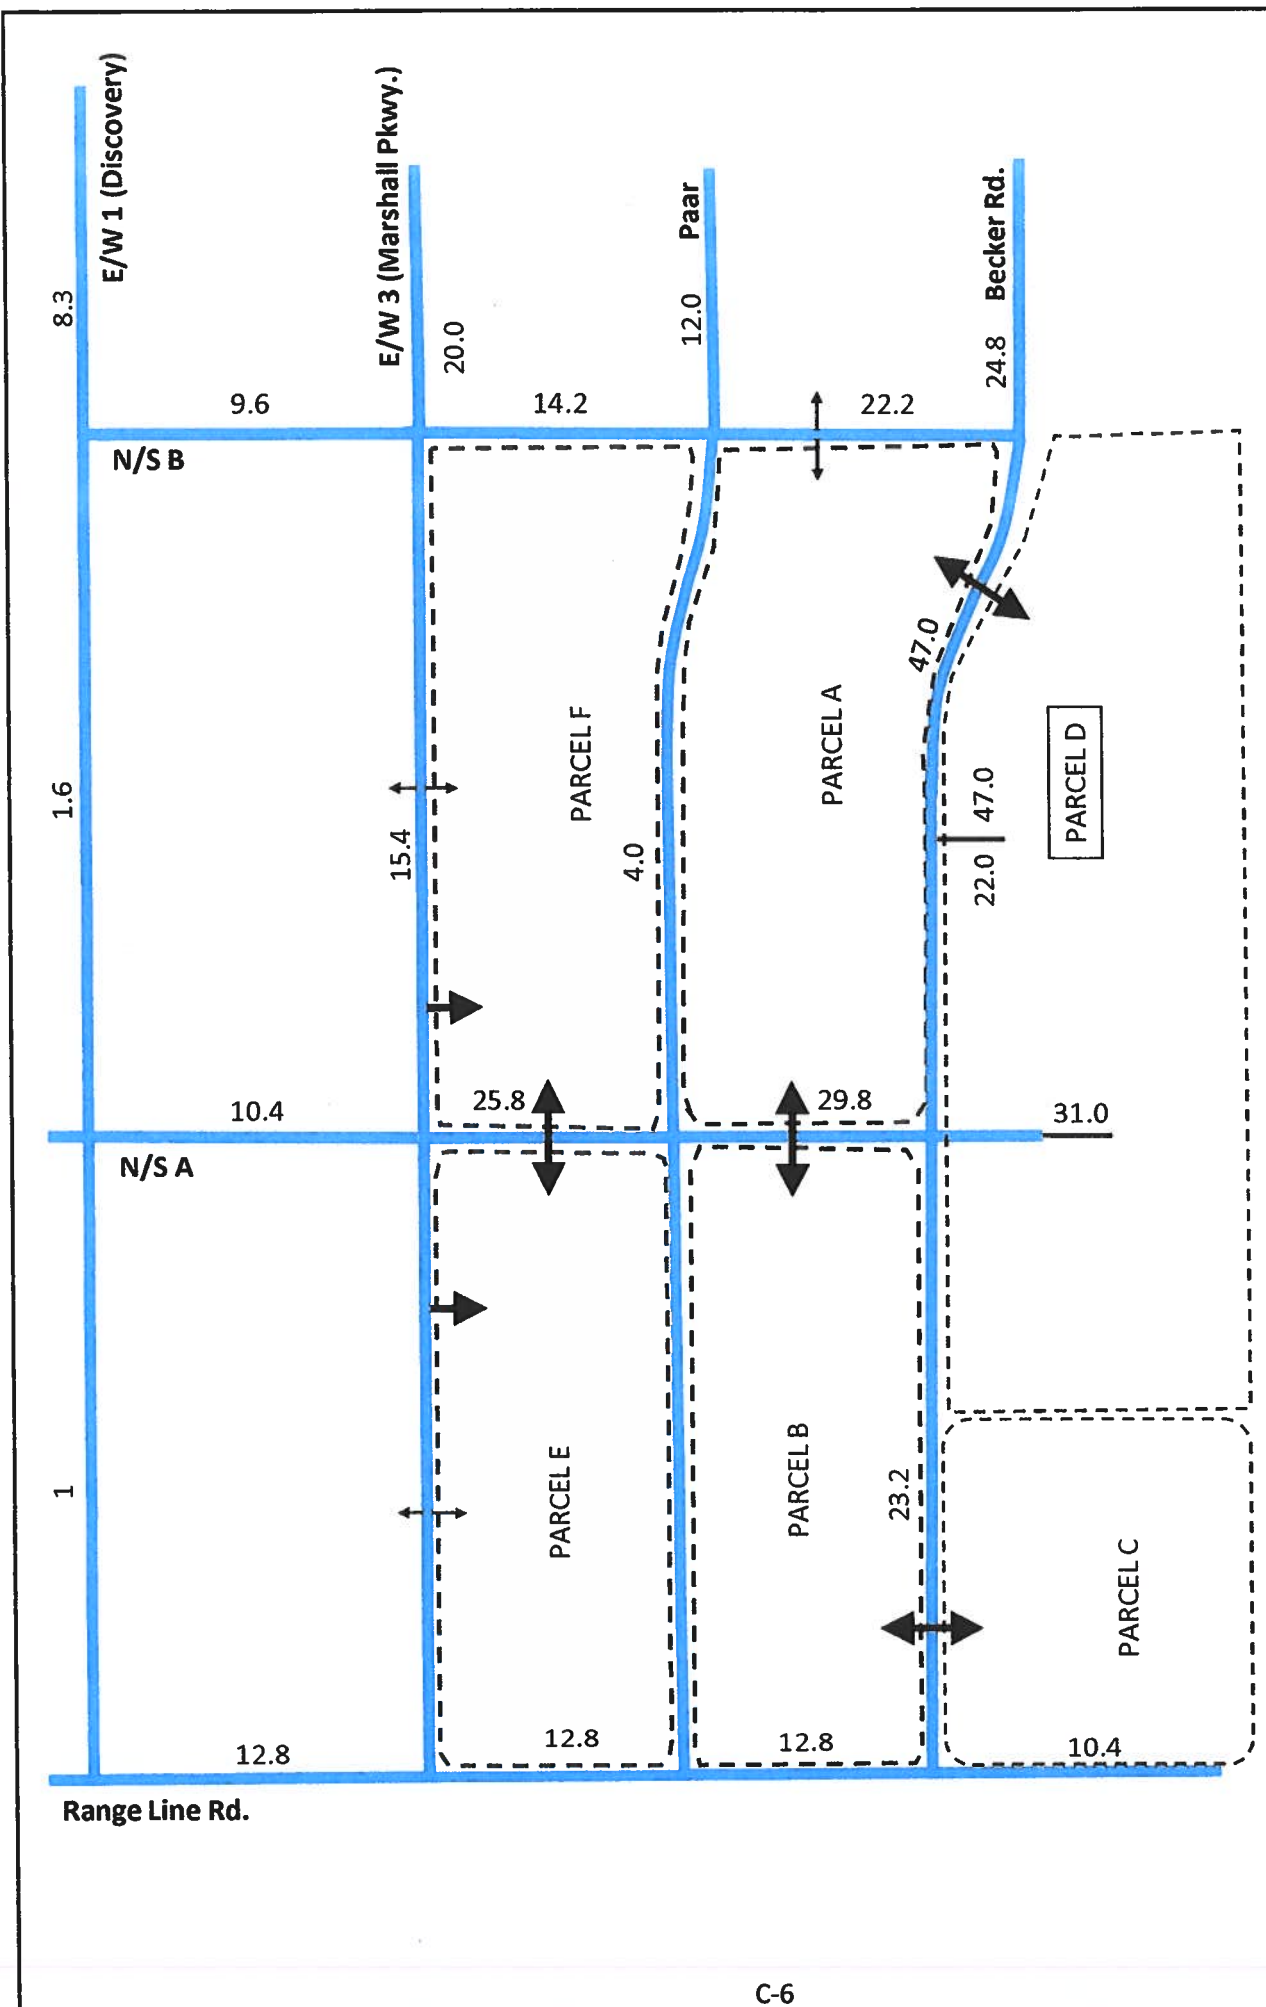 E/W 1 (Discovery)
8.3
1.6
1
E/W 3 (Marshall Pkwy.)
20.0
9.6
14.2
22.2
N/S B
Paar
12.0
Becker Rd.
24.8
15.4
PARCEL F
4.0
PARCEL A
47.0
22.0
47.0
PARCEL D
10.4
25.8
29.8
31.0
N/S A
PARCEL E
PARCEL B
23.2
PARCEL C
12.8
12.8
12.8
10.4
Range Line Rd.
C-6